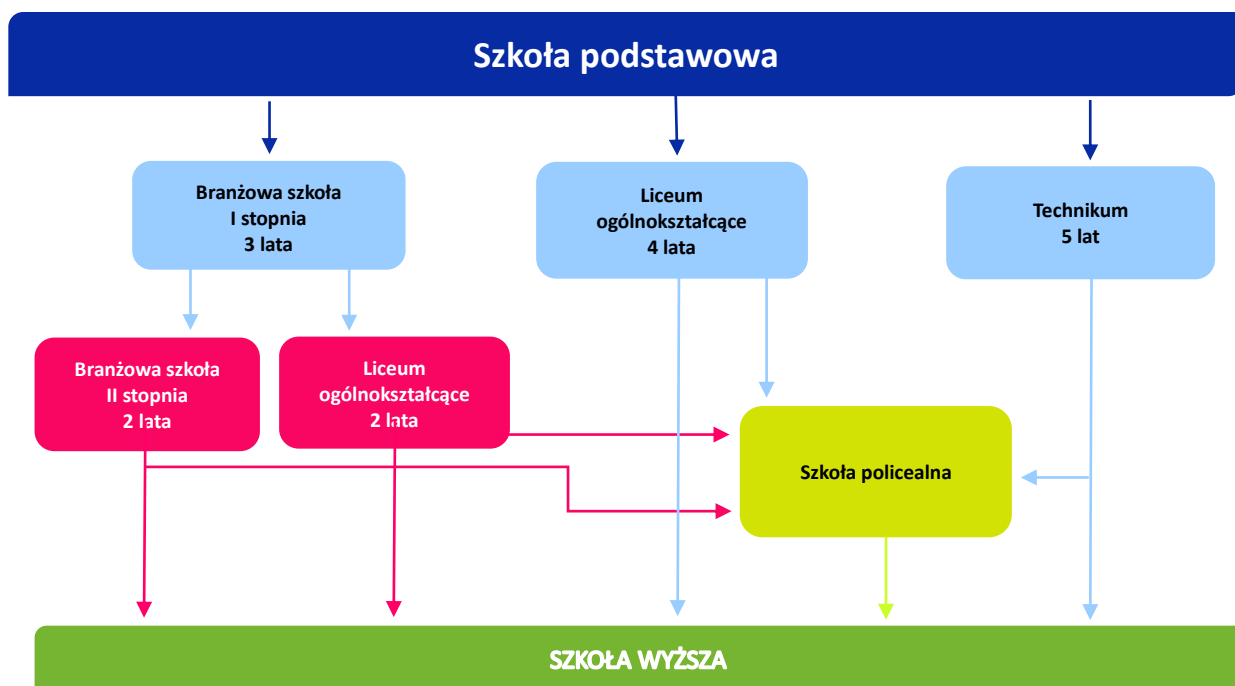 Szkoła podstawowa
Branżowa szkoła
I stopnia
3 lata
Liceum
ogólnokształcące
4 lata
Technikum
5 lat
Branżowa szkoła
II stopnia
2 lata
Liceum
ogólnokształcące
2 lata
Szkoła policealna
SZKOŁA WYŻSZA